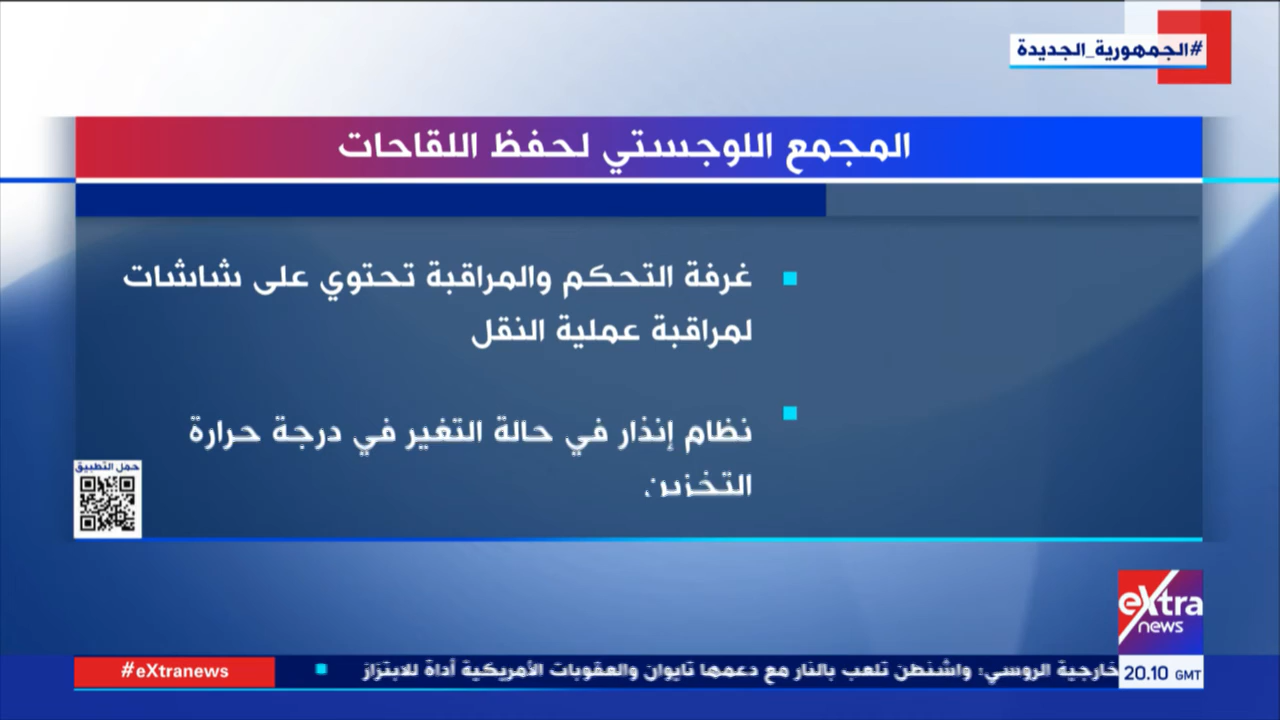 #الجمهورية_الجديدة
المجمع اللوجستي لحفظ اللقاحات
غرفة التحكم والمراقبة تحتوي على شاشات
لمراقبة عملية النقل
نظام إنذار في حالة التغير في درجة حرارة
التخزين
حمل التطبيق
eXtra
news
#eXtranews
خارجية الروسي: واشنطن تلعب بالنار مع دعمها تايوان والعقوبات الأمريكية أداة للابتزاز
20.10 GMT